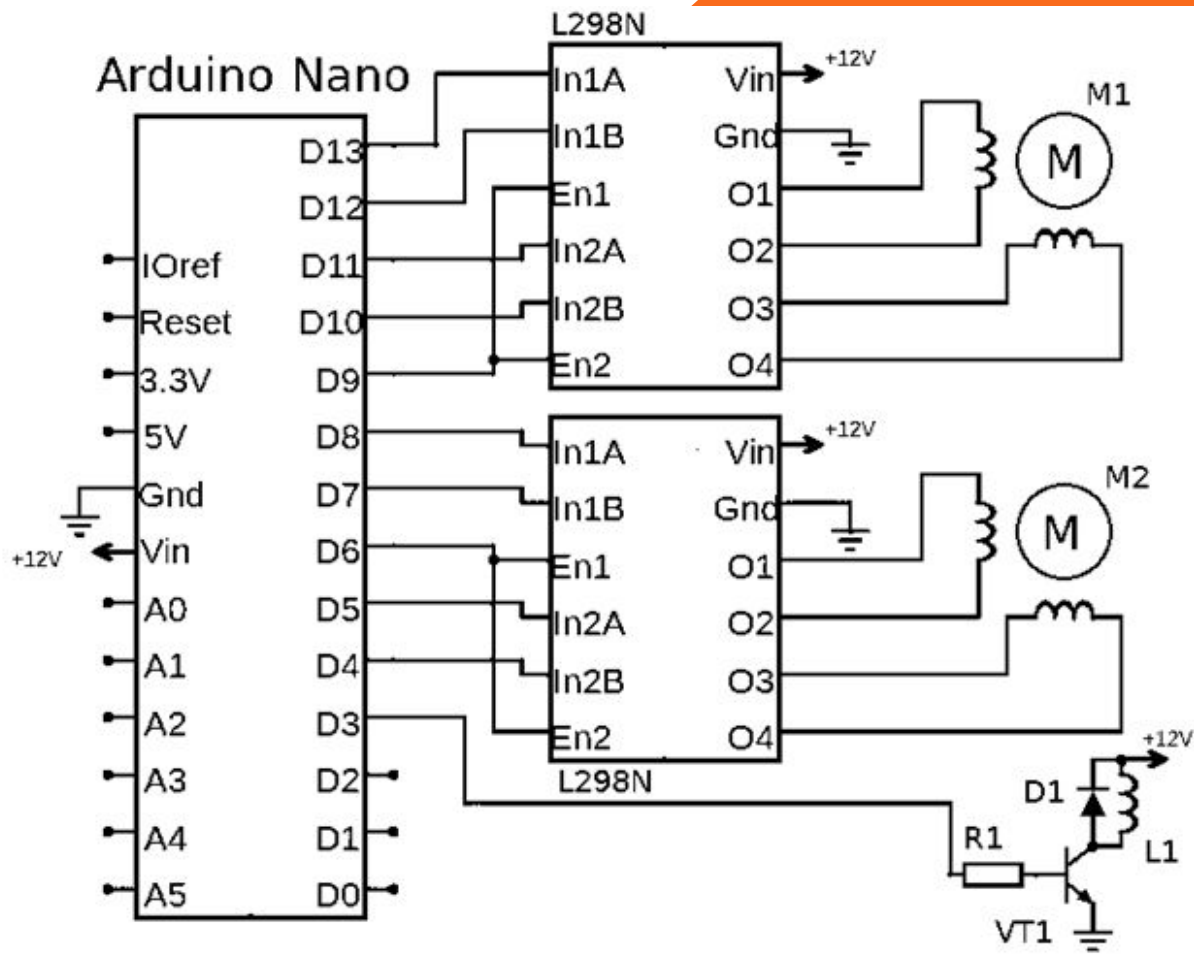 Arduino Nano
D13
D12
IOref
D11
Reset
D10
3.3V
D9
5V
D8
Gnd
D7
Vin
D6
+12V
A0
D5
A1
D4
A2
D3
A3
D2
A4
D1
A5
D0
L298N
In1A
Vin
+12V
In1B
Gnd
En1
O1
In2A
O2
In2B
O3
En2
O4
M1
M
In1A
Vin
+12V
In1B
Gnd
En1
O1
In2A
O2
In2B
O3
En2
O4
L298N
M2
M
+12V
D1
R1
L1
VT1